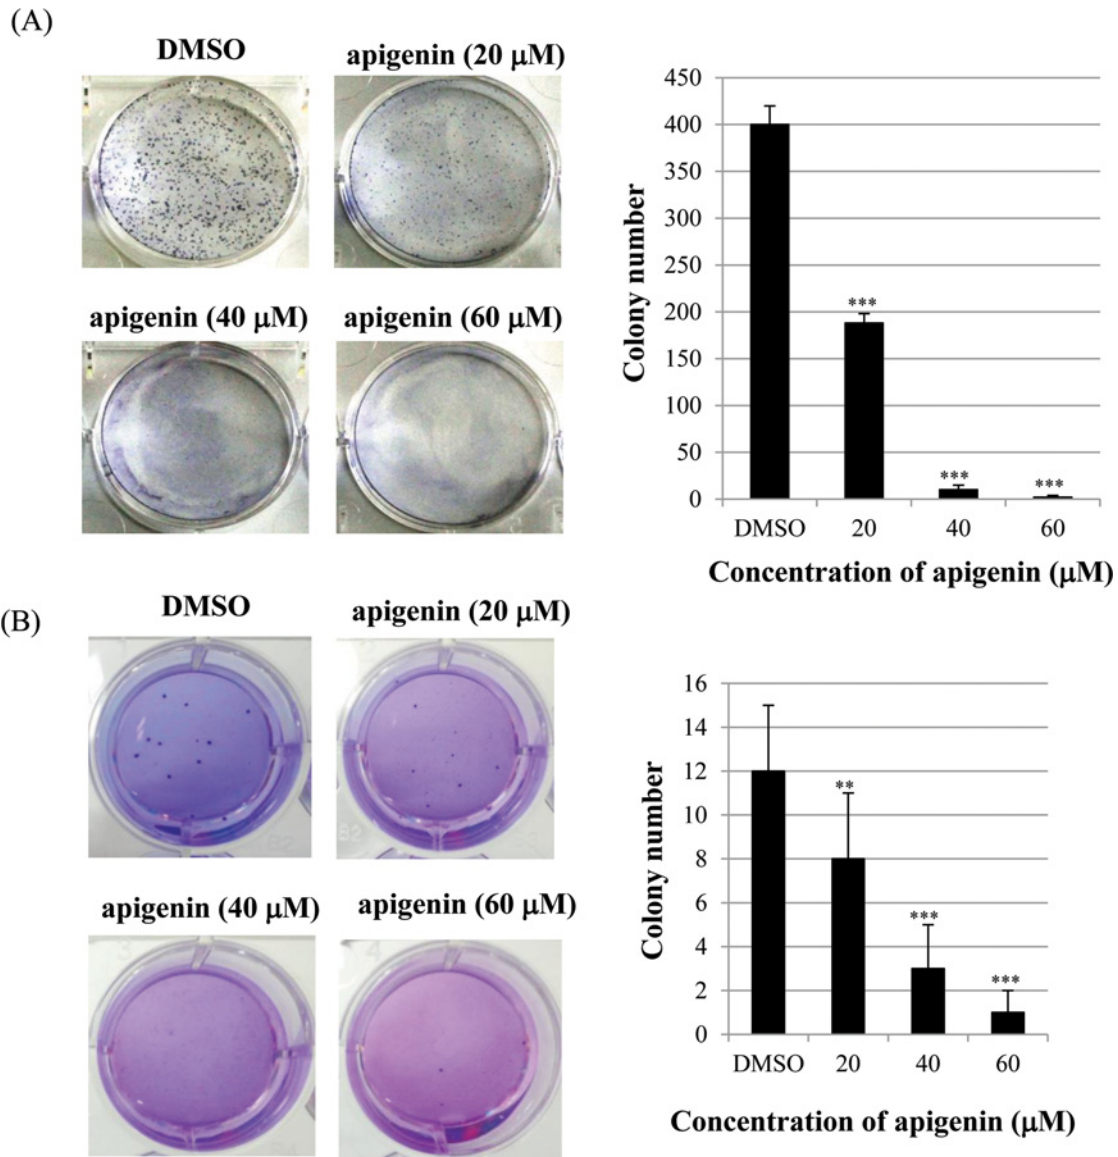 (A)
DMSO
apigenin (20 μM)
apigenin (40 μM)
apigenin (60 μM)
450
400
350
300
250
200
150
100
50
0
Colony number
***
***
***
DMSO 20 40 60
Concentration of apigenin (μM)
(B)
DMSO
apigenin (20 μM)
apigenin (40 μM)
apigenin (60 μM)
16
14
12
10
8
6
4
2
0
Colony number
**
***
***
DMSO 20 40 60
Concentration of apigenin (μM)